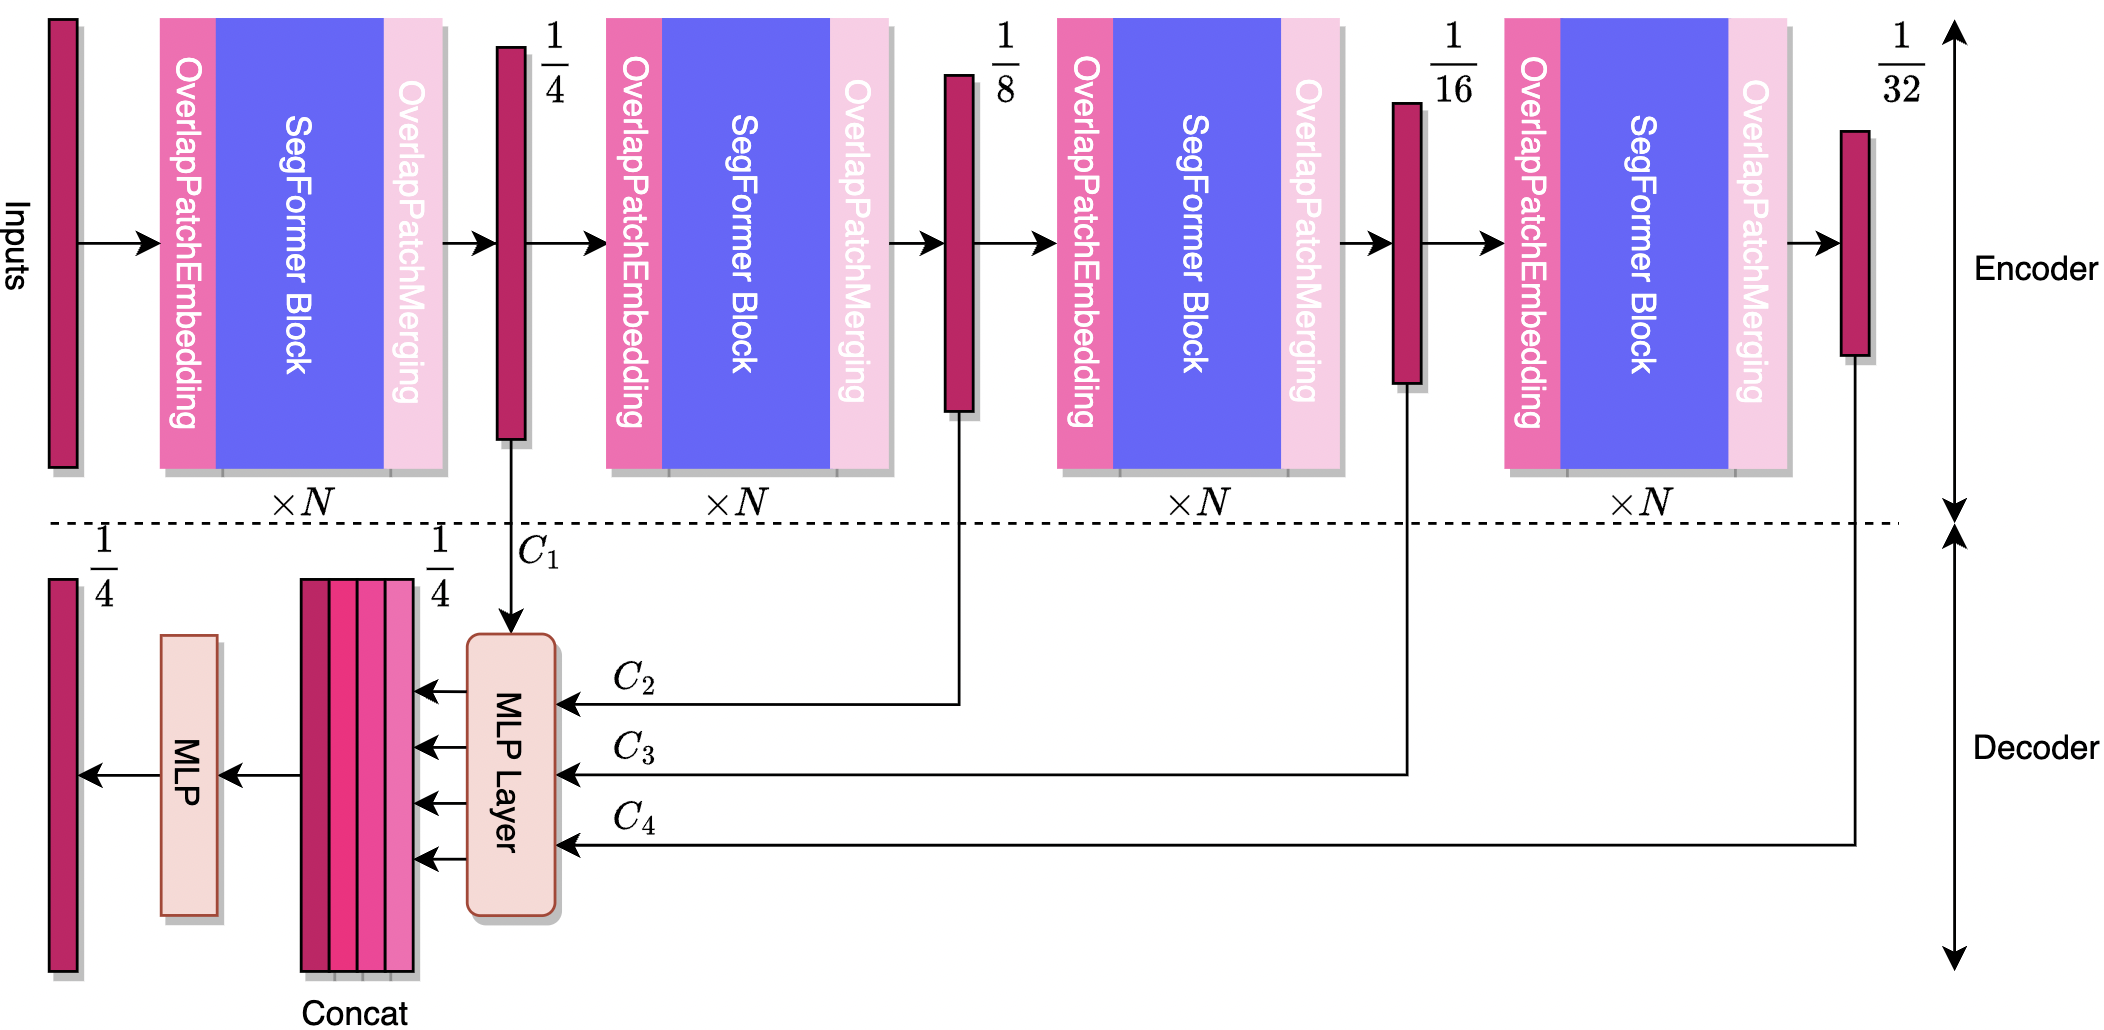 Inputs
OverlapPatchEmbedding
SegFormer Block
OverlapPatchMerging
×N
1/4
OverlapPatchEmbedding
SegFormer Block
OverlapPatchMerging
×N
1/8
OverlapPatchEmbedding
SegFormer Block
OverlapPatchMerging
×N
1/16
OverlapPatchEmbedding
SegFormer Block
OverlapPatchMerging
×N
1/32
Encoder
C₁
C₂
C₃
C₄
MLP Layer
1/4
Concat
MLP
1/4
Decoder